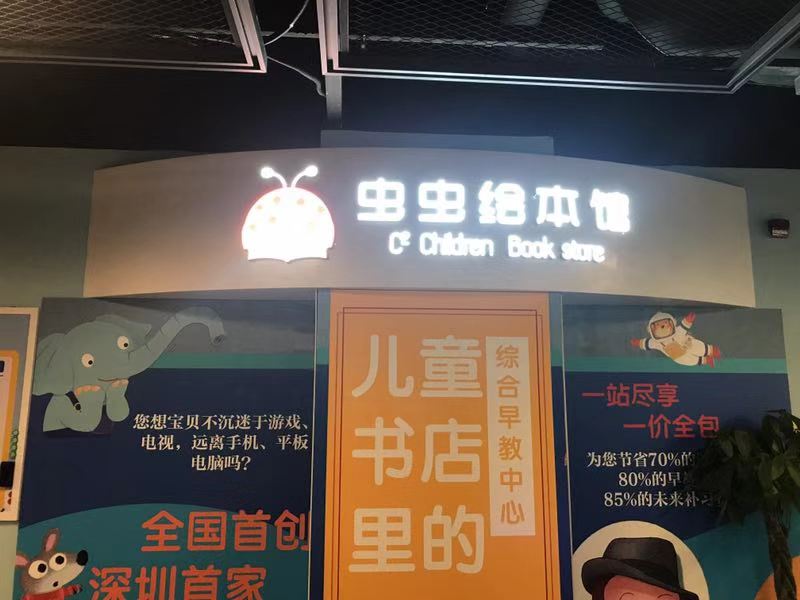 虫虫绘本馆
C² Children Book store
您想宝贝不沉迷于游戏、
电视，远离手机、平板
电脑吗？
全国首创
深圳首家
儿童
书店
里的
综合早教中心
一站尽享
一价全包
为您节省70%的
80%的早
85%的未来补习